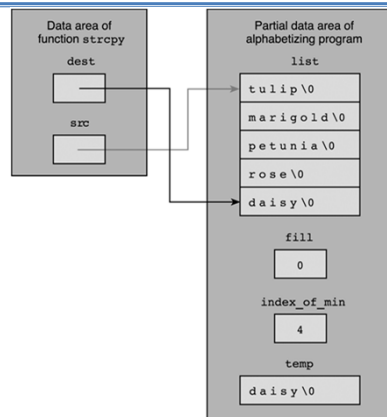 Data area of
function strcpy
dest
src
Partial data area of
alphabetizing program
list
tulip\0
marigold\0
petunia\0
rose\0
daisy\0
fill
0
index_of_min
4
temp
daisy\0